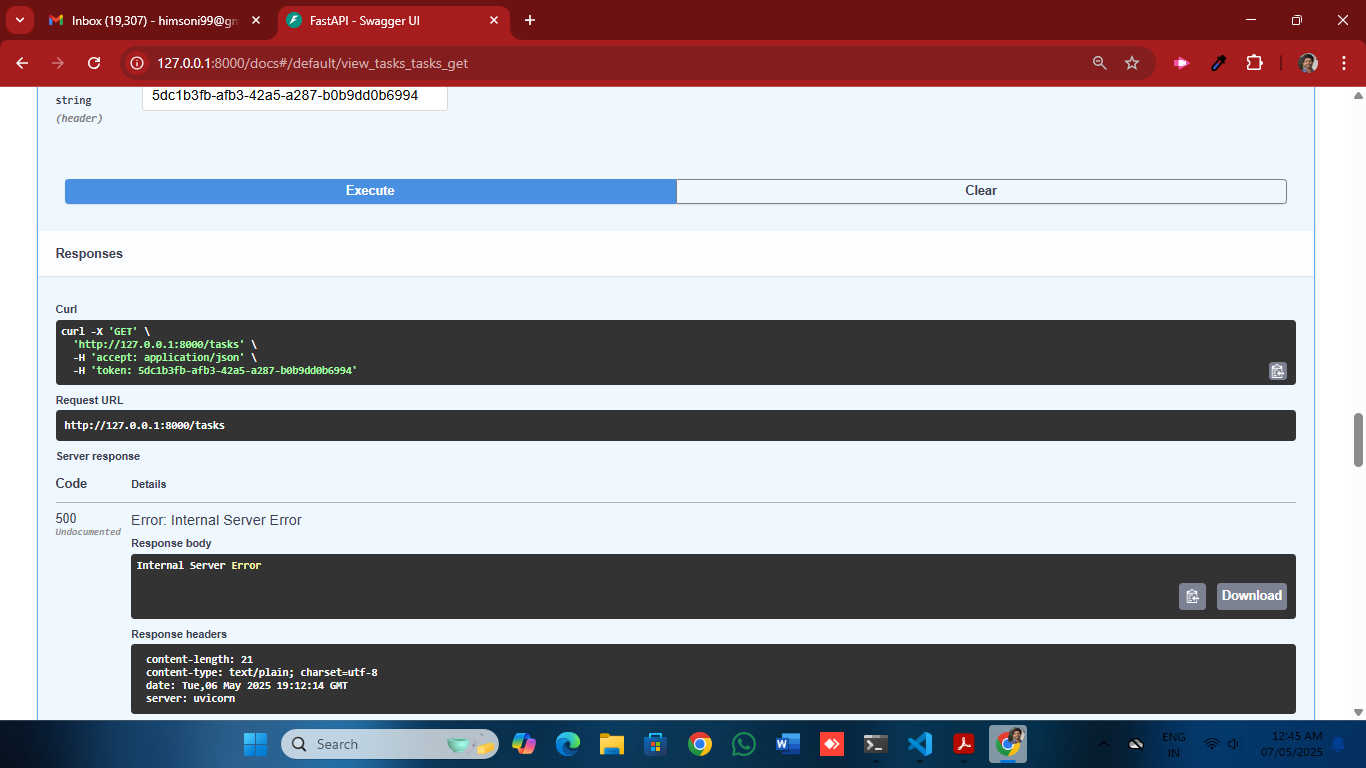 Inbox (19,307) - himsoni99@gm
FastAPI - Swagger UI
127.0.0.1:8000/docs#/default/view_tasks_tasks_get
string
5dc1b3fb-afb3-42a5-a287-b0b9dd0b6994
(header)
Execute
Clear
Responses
Curl
curl -X 'GET' \
'http://127.0.0.1:8000/tasks' \
-H 'accept: application/json' \
-H 'token: 5dc1b3fb-afb3-42a5-a287-b0b9dd0b6994'
Request URL
http://127.0.0.1:8000/tasks
Server response
Code
Details
500
Undocumented
Error: Internal Server Error
Response body
Internal Server Error
Download
Response headers
content-length: 21
content-type: text/plain; charset=utf-8
date: Tue,06 May 2025 19:12:14 GMT
server: uvicorn
Search
ENG
IN
12:45 AM
07/05/2025